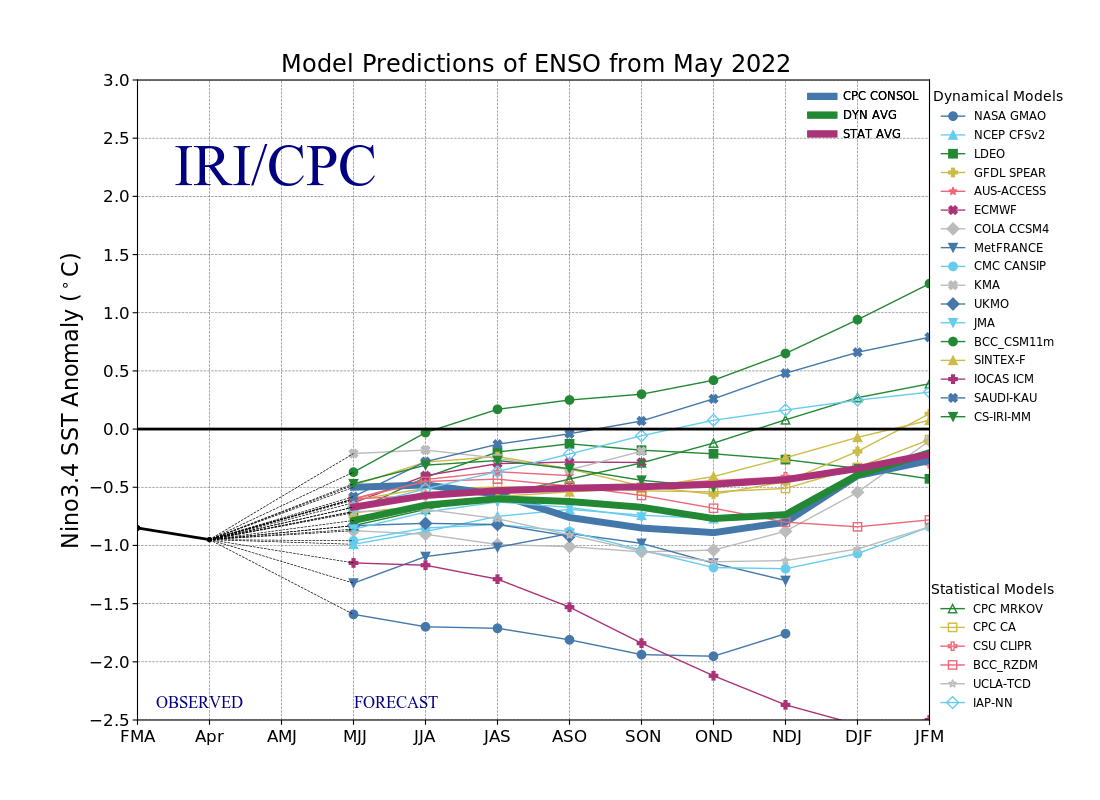 Model Predictions of ENSO from May 2022
IRI/CPC
CPC CONSOL
DYN AVG
STAT AVG
Nino3.4 SST Anomaly (°C)
3.0
2.5
2.0
1.5
1.0
0.5
0.0
−0.5
−1.0
−1.5
−2.0
−2.5
OBSERVED
FORECAST
FMA Apr AMJ MJJ JJA JAS ASO SON OND NDJ DJF JFM
Dynamical Models
NASA GMAO
NCEP CFSv2
LDEO
GFDL SPEAR
AUS-ACCESS
ECMWF
COLA CCSM4
MetFRANCE
CMC CANSIP
KMA
UKMO
JMA
BCC_CSM11m
SINTEX-F
IOCAS ICM
SAUDI-KAU
CS-IRI-MM
Statistical Models
CPC MRKOV
CPC CA
CSU CLIPR
BCC_RZDM
UCLA-TCD
IAP-NN